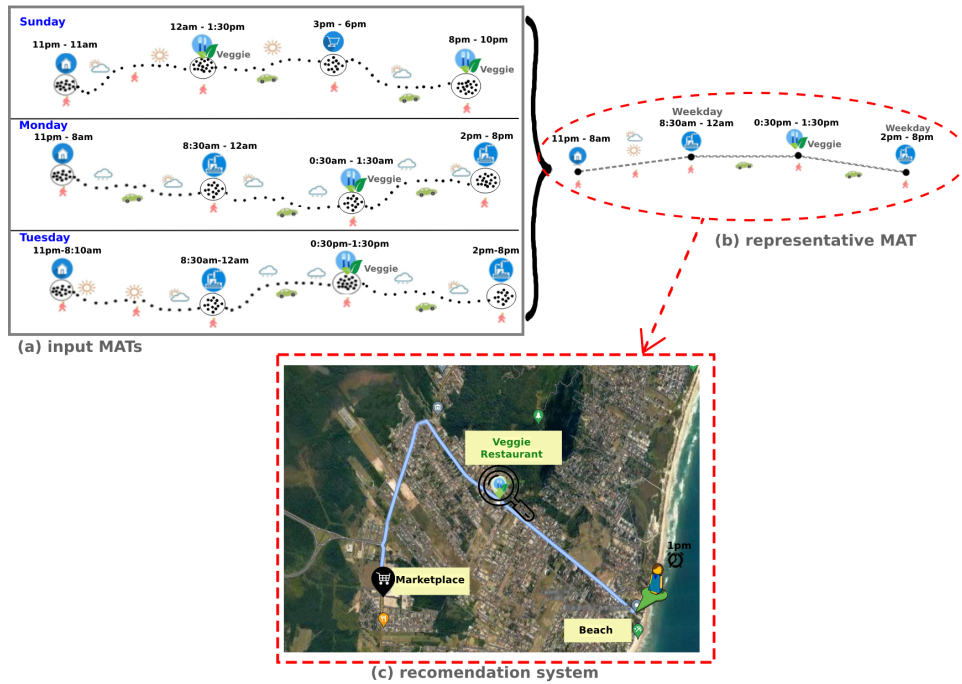 Sunday
12am - 1:30pm
3pm - 6pm
11pm - 11am
8pm - 10pm
Veggie
Veggie
Monday
11pm - 8am
8:30am - 12am
2pm - 8pm
0:30am - 1:30am
Veggie
Tuesday
11pm-8:10am
8:30am-12am
0:30pm-1:30pm
2pm-8pm
Veggie
(a) input MATs
Weekday
11pm - 8am
8:30am - 12am
0:30pm - 1:30pm
Veggie
Weekday
2pm - 8pm
(b) representative MAT
Veggie
Restaurant
1pm
Marketplace
Beach
(c) recomendation system